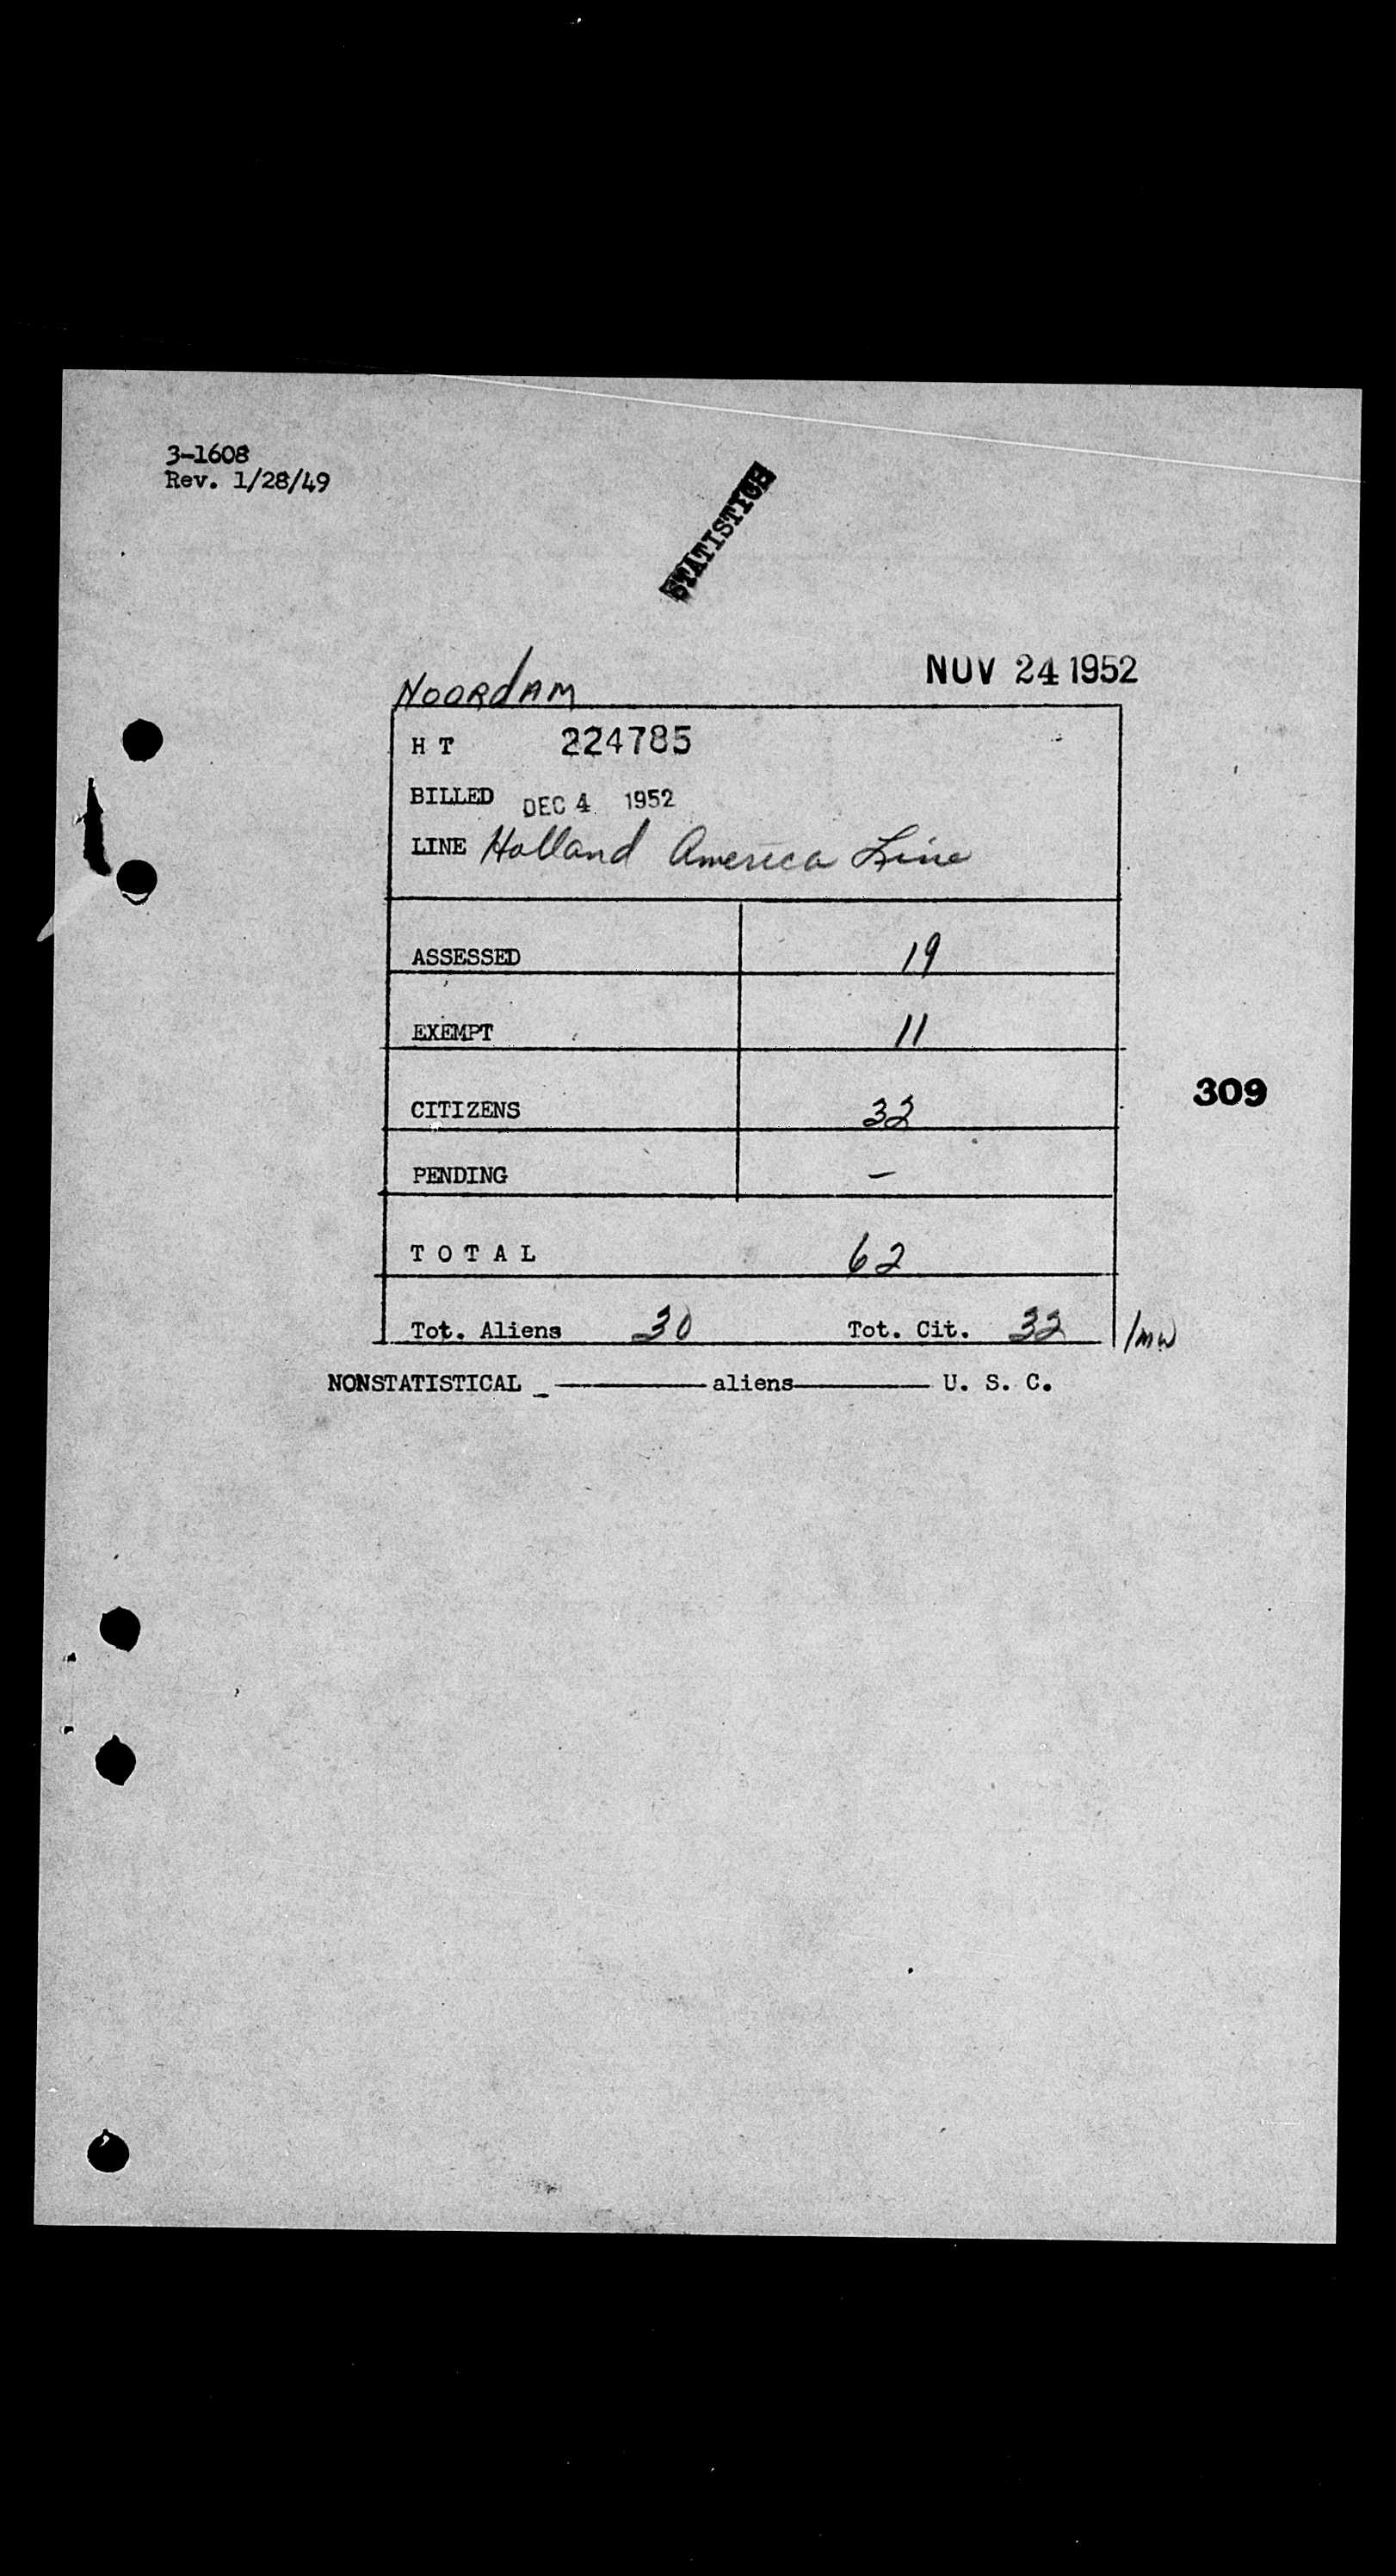 3-1608
Rev. 1/28/49
STATISTICS
NOORDAM
NOV 24 1952
H T 224785
BILLED DEC 4 1952
LINE Holland America Line
ASSESSED 19
EXEMPT 11
309
CITIZENS 32
PENDING –
T O T A L 62
Tot. Aliens 30 Tot. Cit. 32 /mw
NONSTATISTICAL _ ———— aliens ———— U. S. C.